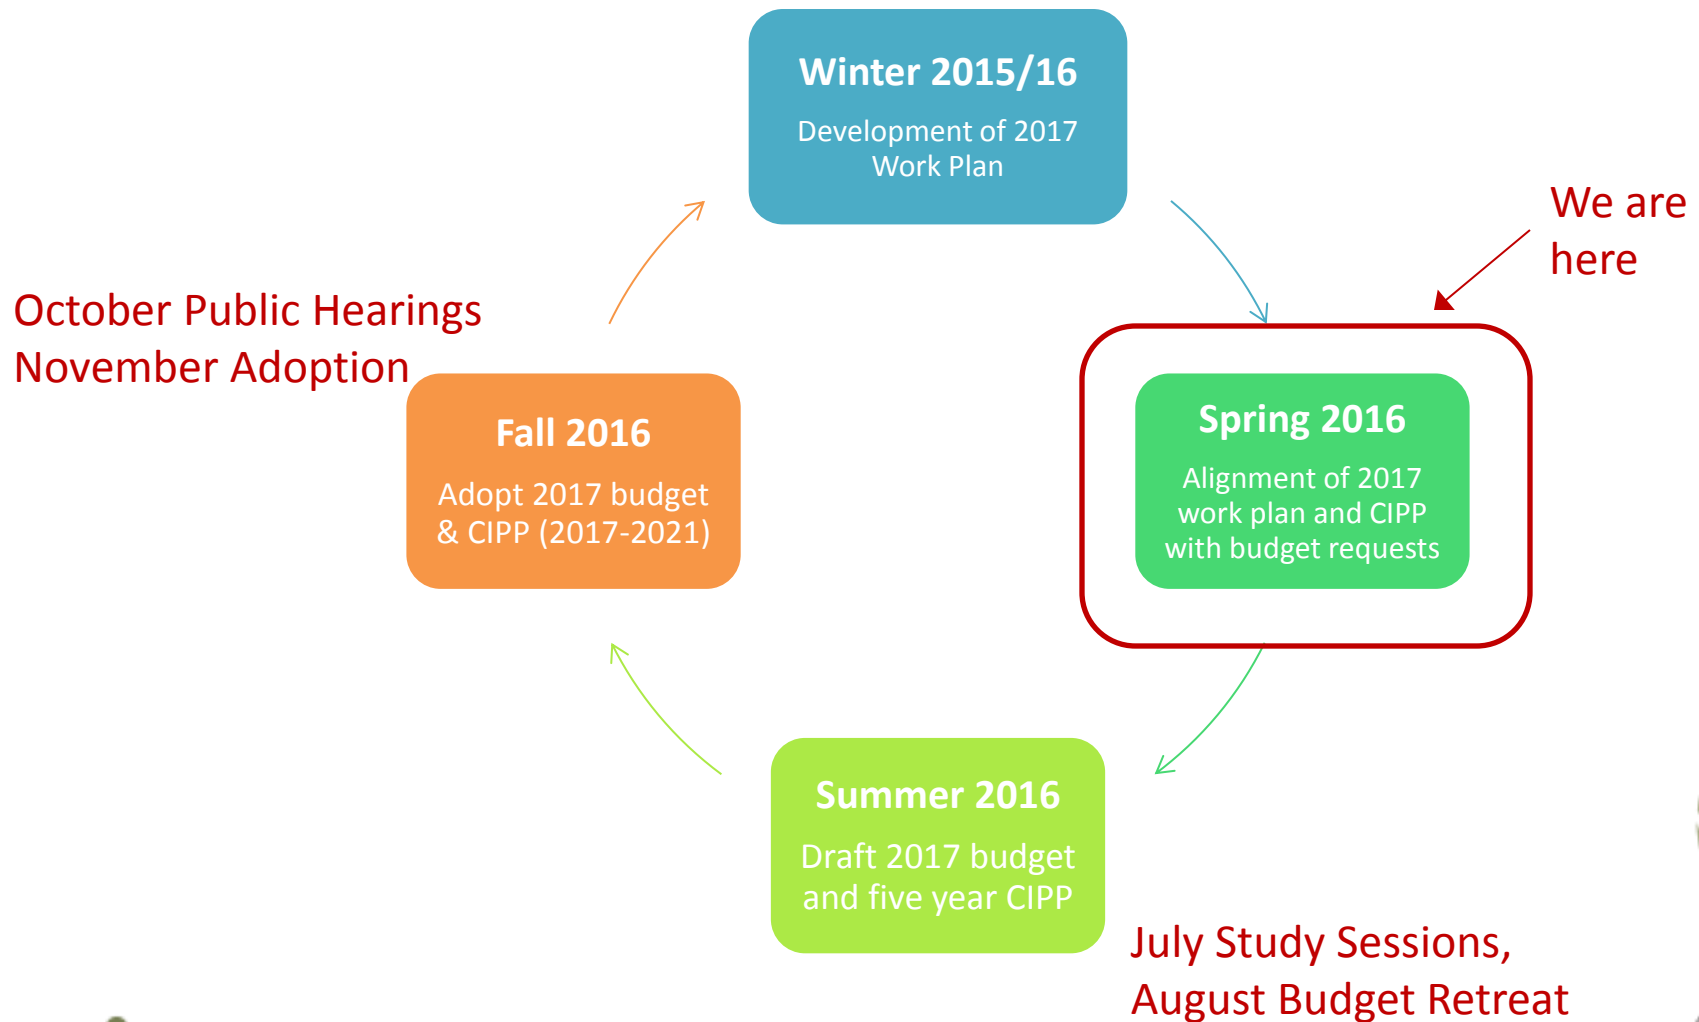 Winter 2015/16
Development of 2017
Work Plan
We are
here
October Public Hearings
November Adoption
Fall 2016
Adopt 2017 budget
& CIPP (2017-2021)
Spring 2016
Alignment of 2017
work plan and CIPP
with budget requests
Summer 2016
Draft 2017 budget
and five year CIPP
July Study Sessions,
August Budget Retreat